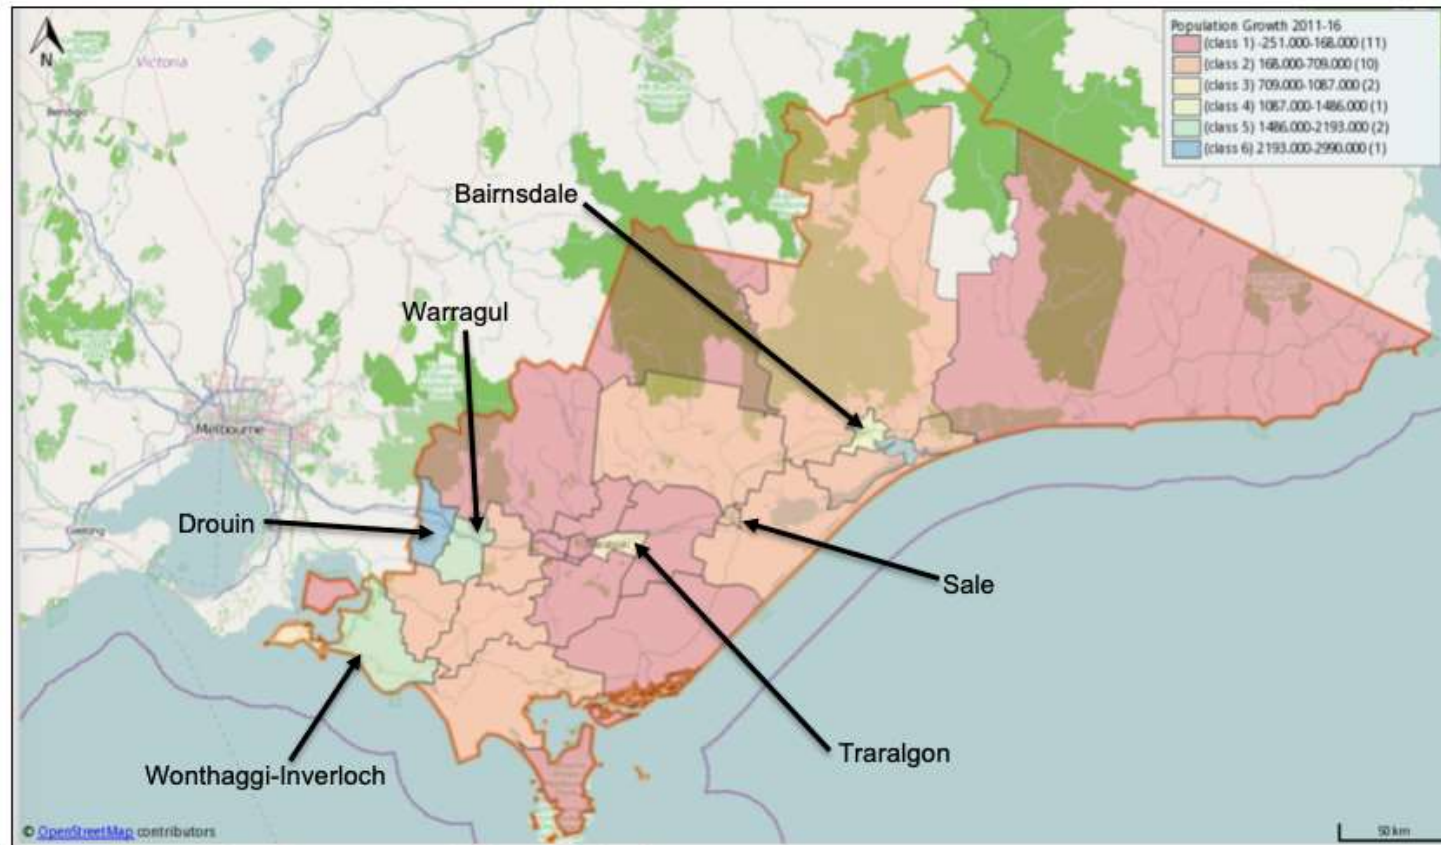 N
Victoria
Bendigo
Population Growth 2011-16
(class 1) -251.000-168.000 (11)
(class 2) 168.000-709.000 (10)
(class 3) 709.000-1087.000 (2)
(class 4) 1087.000-1486.000 (1)
(class 5) 1486.000-2193.000 (2)
(class 6) 2193.000-2990.000 (1)
Bairnsdale
Warragul
Melbourne
Drouin
Geelong
Sale
Traralgon
Wonthaggi-Inverloch
© OpenStreetMap contributors
50 km